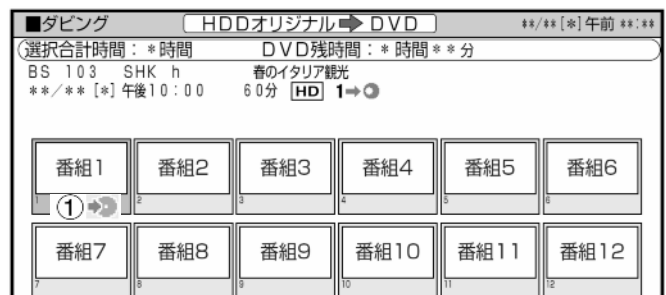 ■ダビング HDDオリジナル➡DVD **/**[*]午前 **:**
選択合計時間：*時間 DVD残時間：*時間**分
BS 103 SHK h 春のイタリア観光
**/** [*] 午後10:00 60分 HD 1➡
番組1 番組2 番組3 番組4 番組5 番組6
1 2 3 4 5 6
①
番組7 番組8 番組9 番組10 番組11 番組12
7 8 9 10 11 12